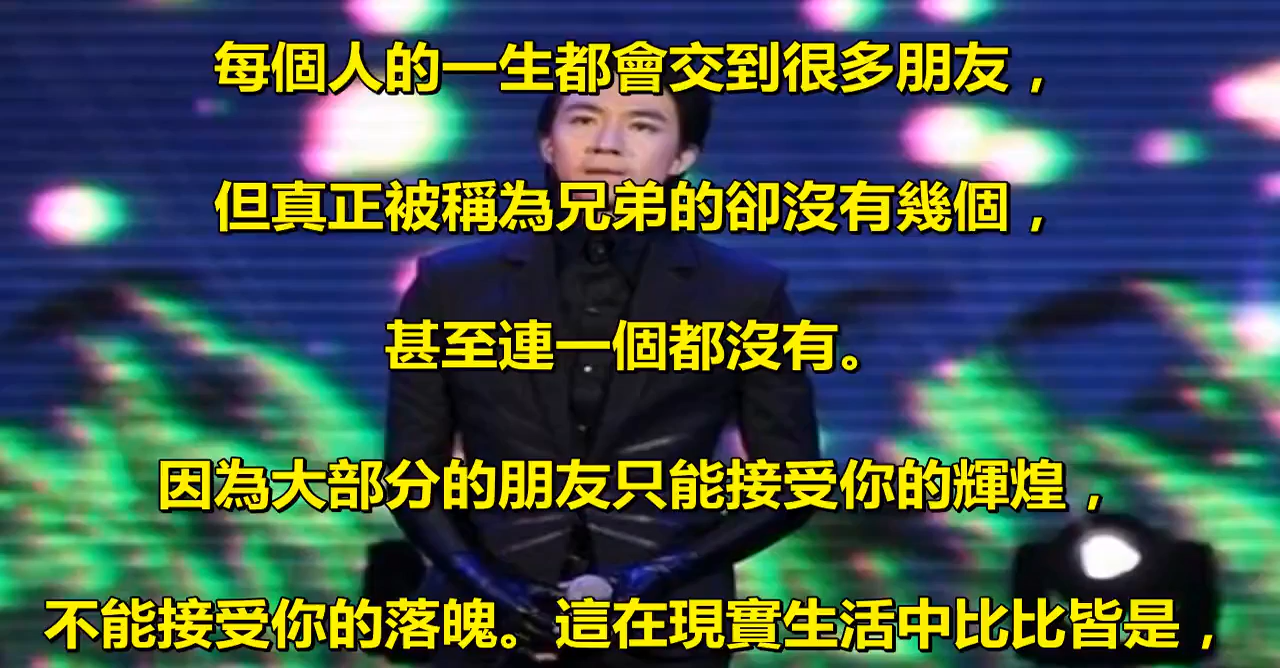 每個人的一生都會交到很多朋友，
但真正被稱為兄弟的卻沒有幾個，
甚至連一個都沒有。
因為大部分的朋友只能接受你的輝煌，
不能接受你的落魄。這在現實生活中比比皆是，